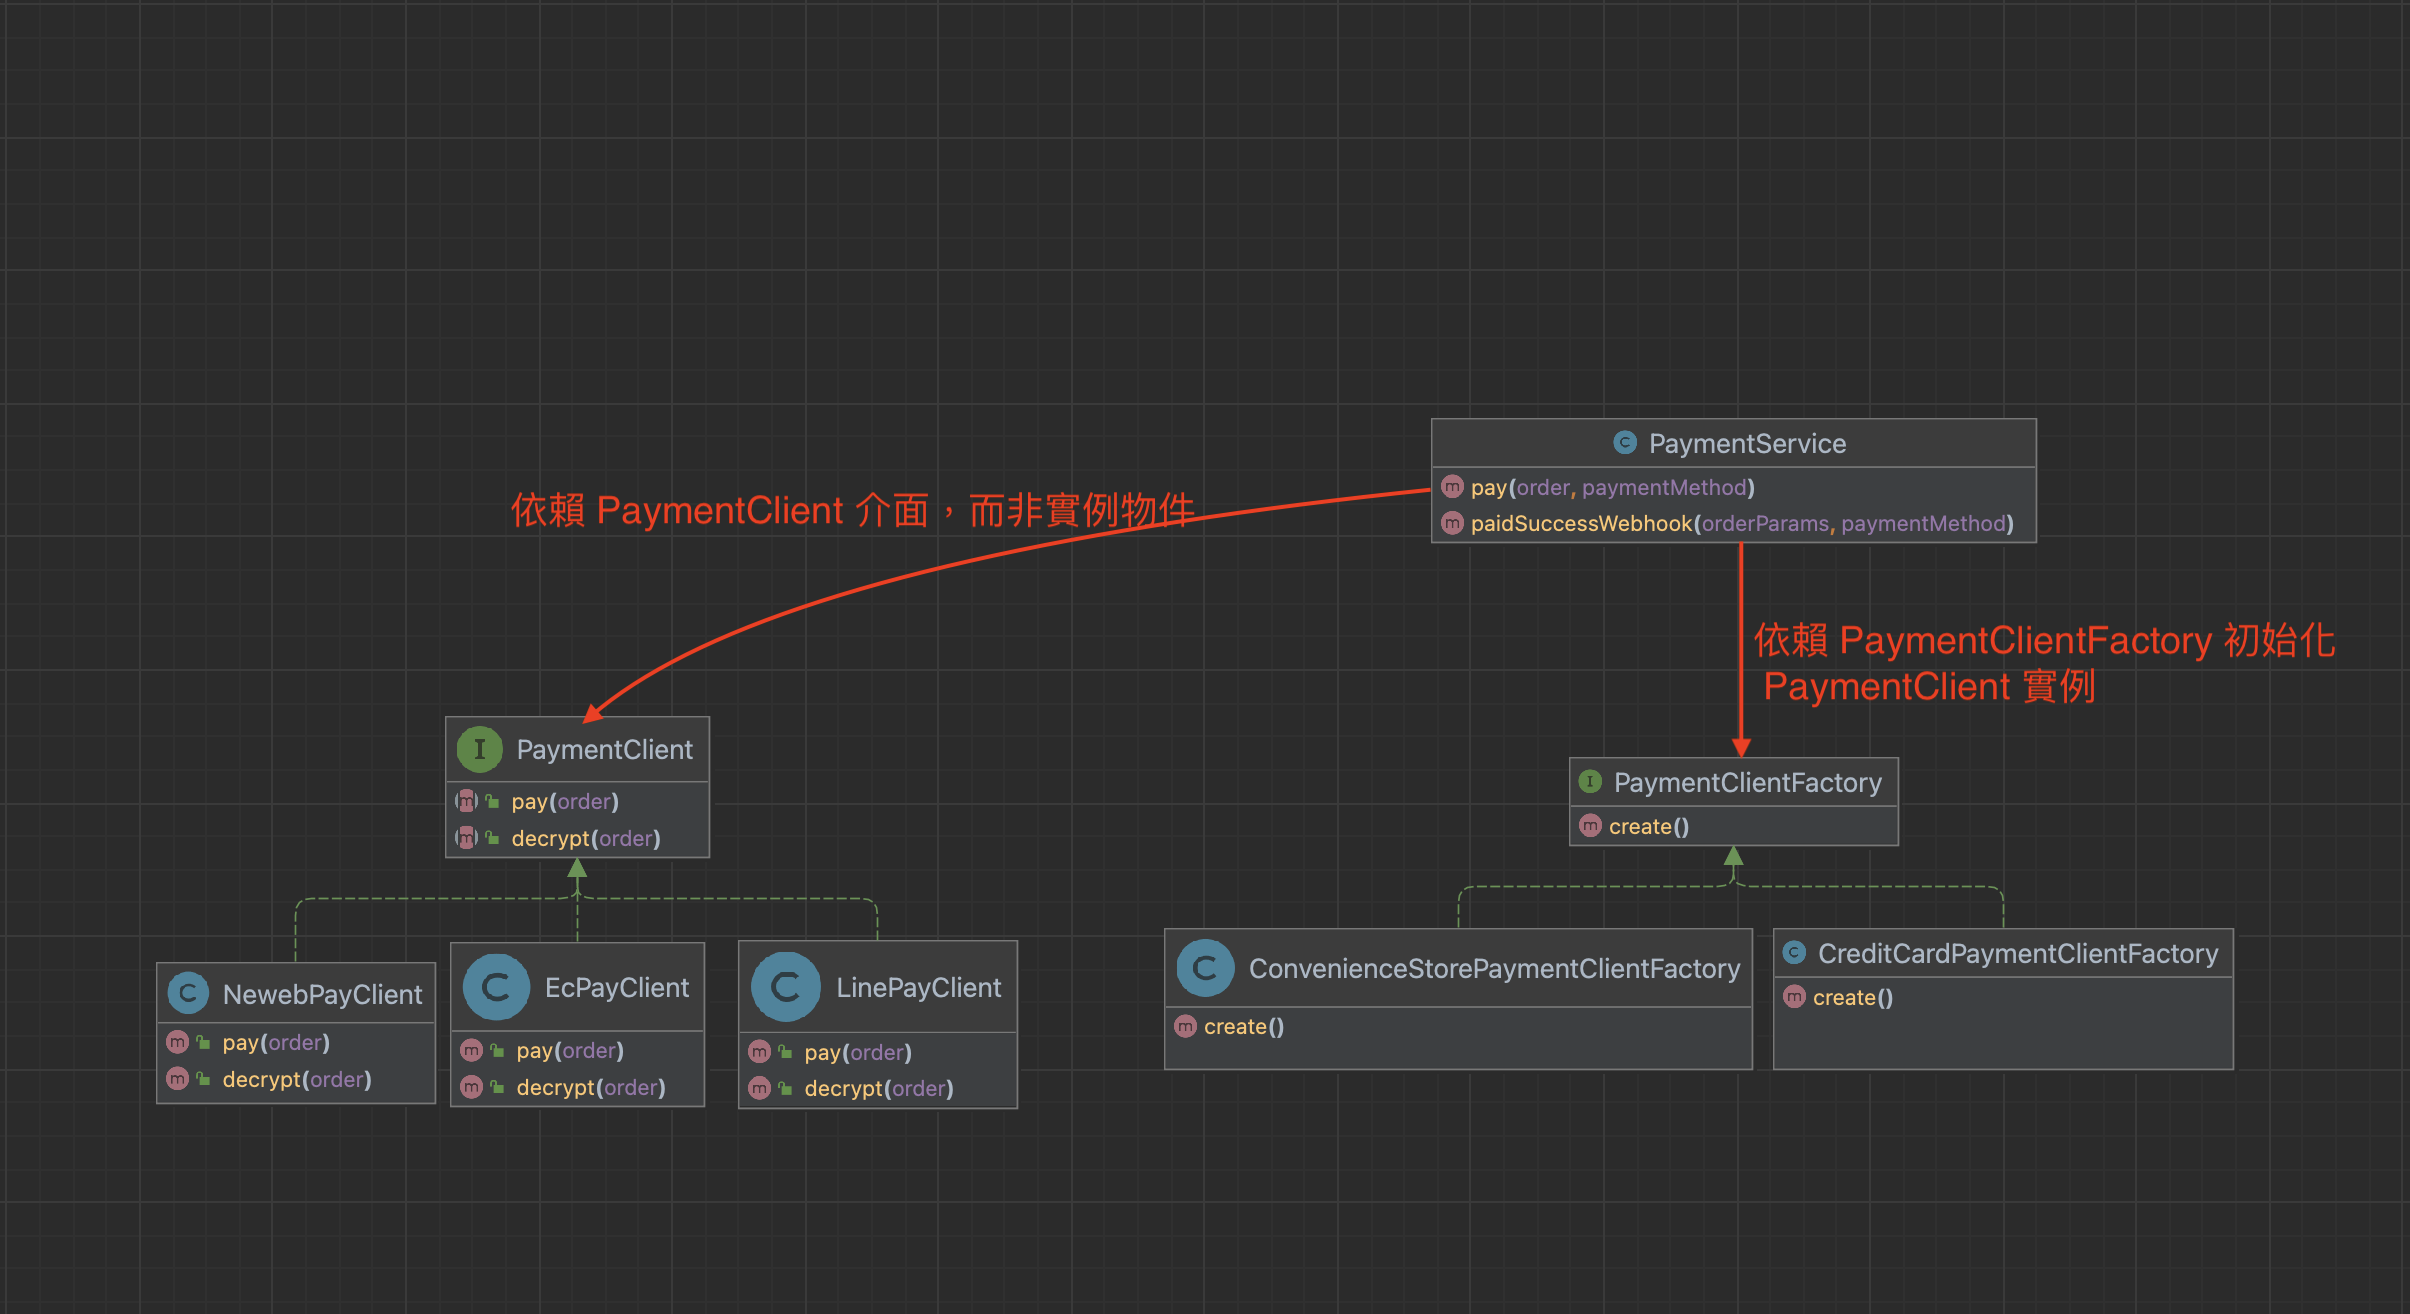 PaymentService
pay(order, paymentMethod)
paidSuccessWebhook(orderParams, paymentMethod)
依賴 PaymentClient 介面，而非實例物件
依賴 PaymentClientFactory 初始化
PaymentClient 實例
PaymentClient
pay(order)
decrypt(order)
PaymentClientFactory
create()
NewebPayClient
pay(order)
decrypt(order)
EcPayClient
pay(order)
decrypt(order)
LinePayClient
pay(order)
decrypt(order)
ConvenienceStorePaymentClientFactory
create()
CreditCardPaymentClientFactory
create()